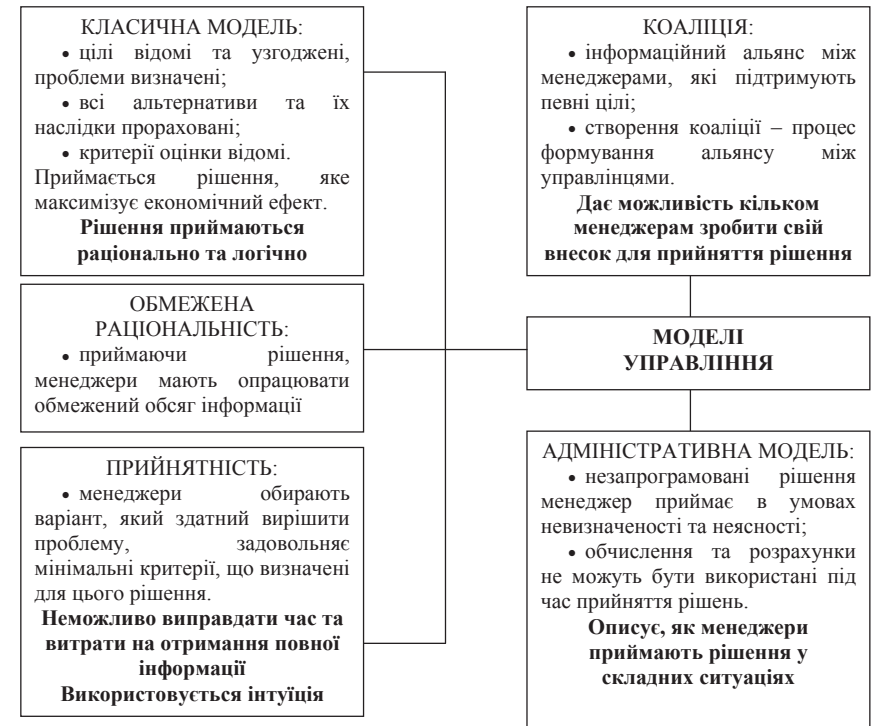 КЛАСИЧНА МОДЕЛЬ:
• цілі відомі та узгоджені,
проблеми визначені;
• всі альтернативи та їх
наслідки прораховані;
• критерії оцінки відомі.
Приймається рішення, яке
максимізує економічний ефект.
Рішення приймаються
раціонально та логічно
ОБМЕЖЕНА
РАЦІОНАЛЬНІСТЬ:
• приймаючи рішення,
менеджери мають опрацювати
обмежений обсяг інформації
ПРИЙНЯТНІСТЬ:
• менеджери обирають
варіант, який здатний вирішити
проблему, задовольняє
мінімальні критерії, що визначені
для цього рішення.
Неможливо виправдати час та
витрати на отримання повної
інформації
Використовується інтуїція
КОАЛІЦІЯ:
• інформаційний альянс між
менеджерами, які підтримують
певні цілі;
• створення коаліції – процес
формування альянсу між
управлінцями.
Дає можливість кільком
менеджерам зробити свій
внесок для прийняття рішення
МОДЕЛІ
УПРАВЛІННЯ
АДМІНІСТРАТИВНА МОДЕЛЬ:
• незапрограмовані рішення
менеджер приймає в умовах
невизначеності та неясності;
• обчислення та розрахунки
не можуть бути використані під
час прийняття рішень.
Описує, як менеджери
приймають рішення у
складних ситуаціях